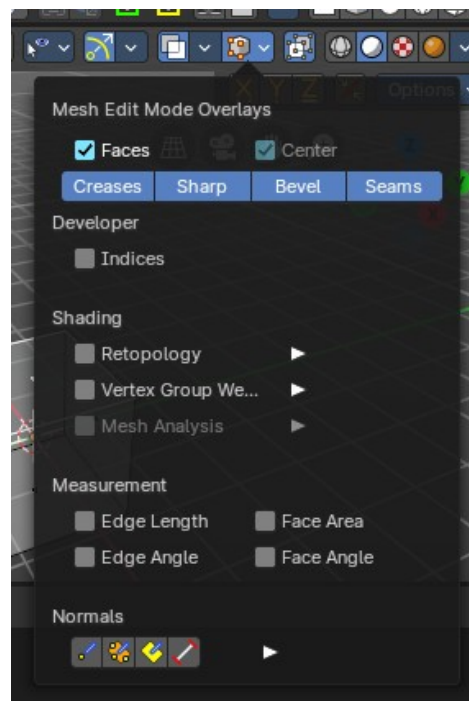 X Y Z Options
Mesh Edit Mode Overlays
Faces Center
Creases Sharp Bevel Seams
Developer
Indices
Shading
Retopology
Vertex Group We...
Mesh Analysis
Measurement
Edge Length Face Area
Edge Angle Face Angle
Normals